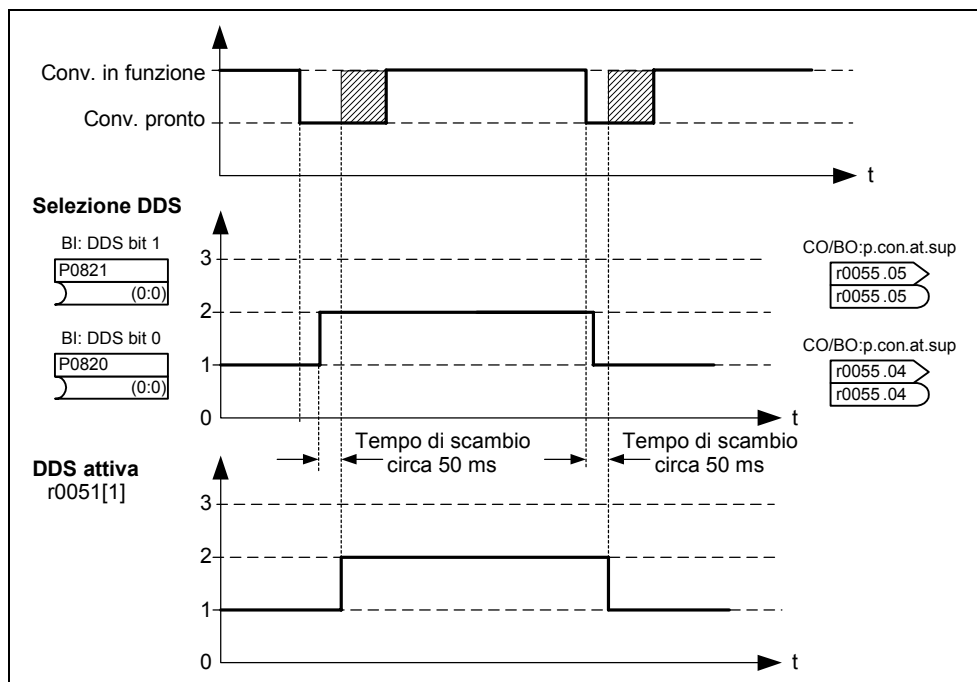 Conv. in funzione
Conv. pronto
t
Selezione DDS
BI: DDS bit 1
P0821
(0:0)
BI: DDS bit 0
P0820
(0:0)
3
2
1
0
t
CO/BO:p.con.at.sup
r0055 .05
r0055 .05
CO/BO:p.con.at.sup
r0055 .04
r0055 .04
Tempo di scambio
circa 50 ms
Tempo di scambio
circa 50 ms
DDS attiva
r0051[1]
3
2
1
0
t